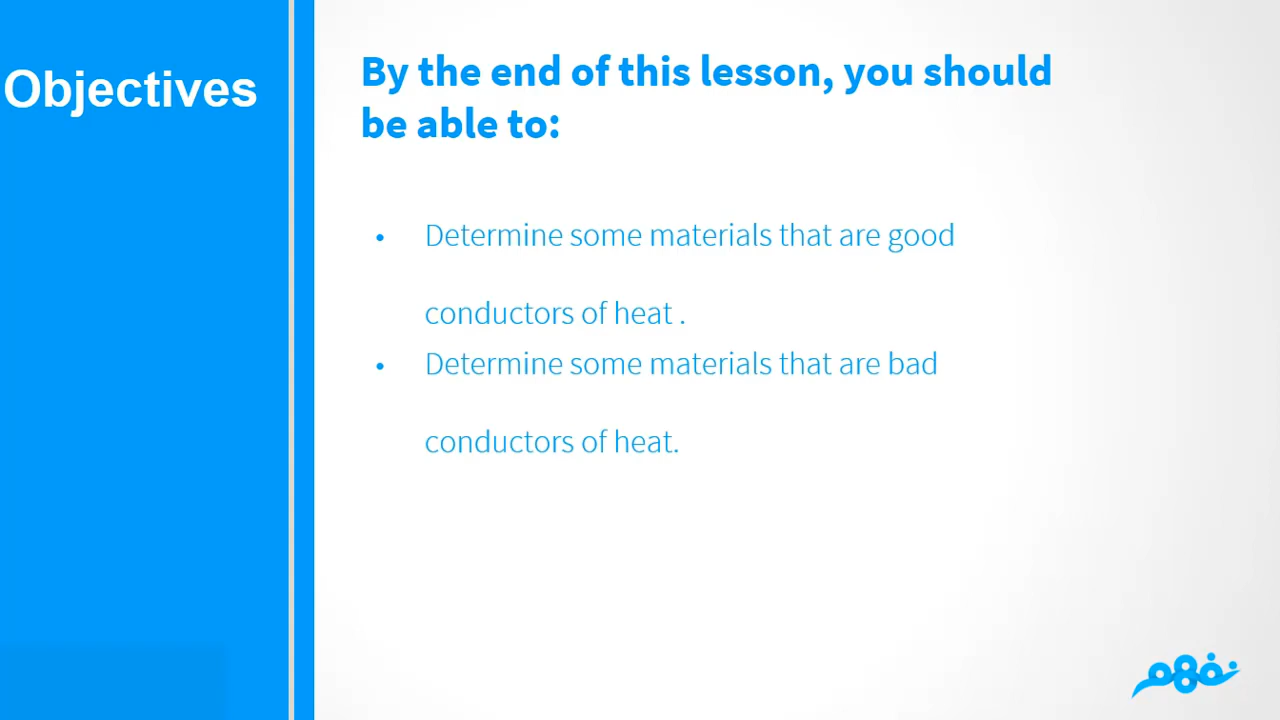 Objectives
By the end of this lesson, you should
be able to:
• Determine some materials that are good
conductors of heat .
• Determine some materials that are bad
conductors of heat.
نفهم